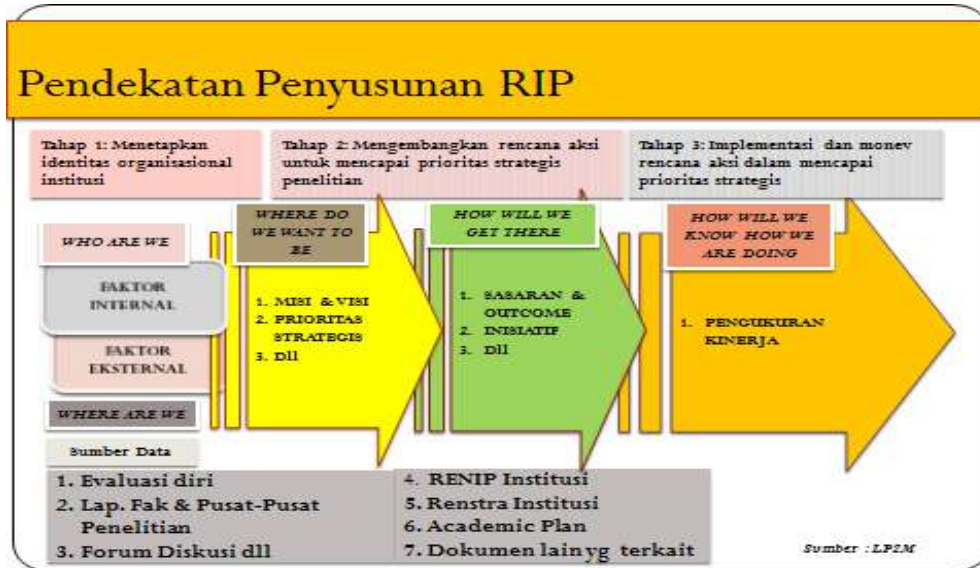 Pendekatan Penyusunan RIP
Tahap 1: Menetapkan
identitas organisasional
institusi
Tahap 2: Mengembangkan rencana aksi
untuk mencapai prioritas strategis
penelitian
Tahap 3: Implementasi dan monev
rencana aksi dalam mencapai
prioritas strategis
WHO ARE WE
FAKTOR
INTERNAL
FAKTOR
EKSTERNAL
WHERE ARE WE
WHERE DO
WE WANT TO
BE
1. MISI & VISI
2. PRIORITAS
STRATEGIS
3. Dll
HOW WILL WE
GET THERE
1. SASARAN &
OUTCOME
2. INISIATIF
3. Dll
HOW WILL WE
KNOW HOW WE
ARE DOING
1. PENGUKURAN
KINERJA
Sumber Data
1. Evaluasi diri
2. Lap. Fak & Pusat-Pusat
Penelitian
3. Forum Diskusi dll
4. RENIP Institusi
5. Renstra Institusi
6. Academic Plan
7. Dokumen lainyg terkait
Sumber : LP2M